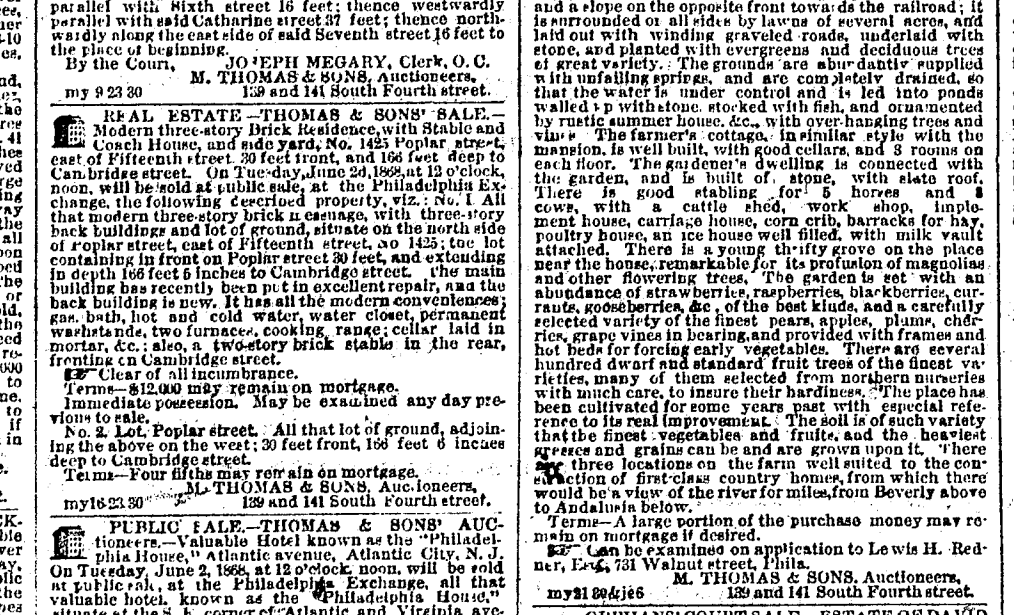 parallel with Sixth street 16 feet; thence westwardly
parallel with said Catharine street 37 feet; thence north-
wardly along the east side of said Seventh street 16 feet to
the place of beginning.
By the Court, JOSEPH MEGARY, Clerk, O. C.
M. THOMAS & SONS, Auctioneers,
my 9 23 30 139 and 141 South Fourth street.
REAL ESTATE—THOMAS & SONS' SALE.—
Modern three-story Brick Residence, with Stable and
Coach House, and side yard, No. 1425 Poplar street,
east of Fifteenth street. 30 feet front, and 166 feet deep to
Cambridge street. On Tuesday, June 2d, 1868, at 12 o'clock,
noon, will be sold at public sale, at the Philadelphia Ex-
change, the following described property, viz.: No. 1. All
that modern three-story brick messuage, with three-story
back buildings and lot of ground, situate on the north side
of Poplar street, east of Fifteenth street, no 1425; the lot
containing in front on Poplar street 30 feet, and extending
in depth 166 feet 6 inches to Cambridge street. The main
building has recently been put in excellent repair, and the
back building is new. It has all the modern conveniences;
gas. bath, hot and cold water, water closet, permanent
washstands, two furnaces, cooking range; cellar laid in
mortar, &c.; also, a two-story brick stable in the rear,
fronting on Cambridge street.
☞ Clear of all incumbrance.
Terms—$12,000 may remain on mortgage.
Immediate possession. May be examined any day pre-
vious to sale.
No. 2. Lot, Poplar street. All that lot of ground, adjoin-
ing the above on the west; 30 feet front, 166 feet 6 inches
deep to Cambridge street.
Terms—Four fifths may remain on mortgage.
M. THOMAS & SONS, Auctioneers,
my16 23 30 139 and 141 South Fourth street.
PUBLIC SALE.—THOMAS & SONS' AUC-
tioneers.—Valuable Hotel known as the "Philadel-
phia House," Atlantic avenue, Atlantic City, N. J.
On Tuesday, June 2, 1868, at 12 o'clock, noon, will be sold
at public sale, at the Philadelphia Exchange, all that
valuable hotel, known as the "Philadelphia House,"
situate at the S. E. corner of Atlantic and Virginia ave-
and a slope on the opposite front towards the railroad; it
is surrounded on all sides by lawns of several acres, and
laid out with winding graveled roads, underlaid with
stone, and planted with evergreens and deciduous trees
of great variety. The grounds are abundantly supplied
with unfailing springs, and are completely drained, so
that the water is under control and is led into ponds
walled up with stone, stocked with fish, and ornamented
by rustic summer house, &c., with over-hanging trees and
vines The farmer's cottage, in similar style with the
mansion, is well built, with good cellars, and 8 rooms on
each floor. The gardener's dwelling is connected with
the garden, and is built of stone, with slate roof.
There is good stabling for 5 horses and 8
cows, with a cattle shed, work shop, imple-
ment house, carriage house, corn crib, barracks for hay,
poultry house, an ice house well filled, with milk vault
attached. There is a young thrifty grove on the place
near the house, remarkable for its profusion of magnolias
and other flowering trees. The garden is set with an
abundance of strawberries, raspberries, blackberries, cur-
rants, gooseberries, &c., of the best kinds, and a carefully
selected variety of the finest pears, apples, plums, cher-
ries, grape vines in bearing, and provided with frames and
hot beds for forcing early vegetables. There are several
hundred dwarf and standard fruit trees of the finest va-
rieties, many of them selected from northern nurseries
with much care, to insure their hardiness. The place has
been cultivated for some years past with especial refe-
rence to its real improvement. The soil is of such variety
that the finest vegetables and fruits, and the heaviest
grasses and grains can be and are grown upon it. There
are three locations on the farm well suited to the con-
struction of first-class country homes, from which there
would be a view of the river for miles, from Beverly above
to Andalusia below.
Terms—A large portion of the purchase money may re-
main on mortgage if desired.
☞ Can be examined on application to Lewis H. Red-
ner, Esq., 731 Walnut street, Phila.
M. THOMAS & SONS, Auctioneers,
my21 30&je6 139 and 141 South Fourth street.